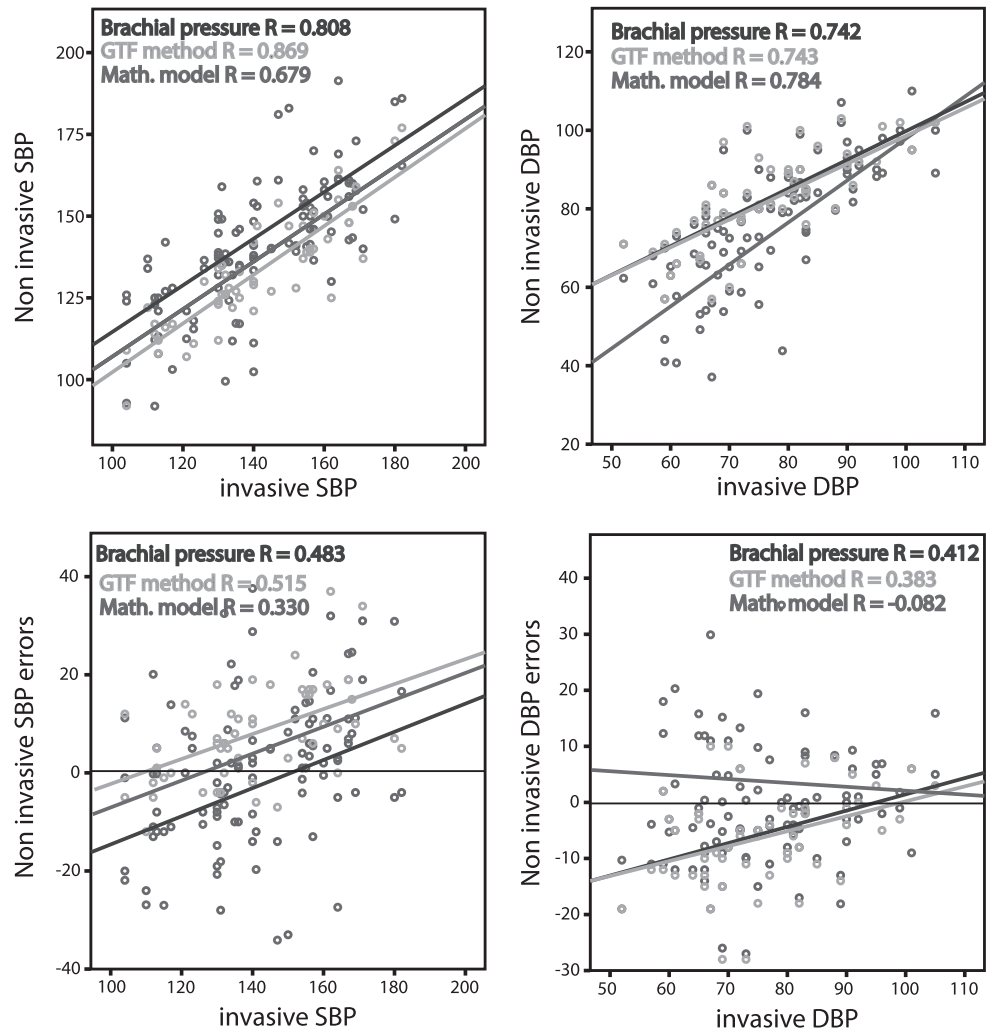 Brachial pressure R = 0.808
GTF method R = 0.869
Math. model R = 0.679
200
175
150
125
100
Non invasive SBP
100 120 140 160 180 200
invasive SBP
Brachial pressure R = 0.742
GTF method R = 0.743
Math. model R = 0.784
120
100
80
60
40
20
Non invasive DBP
50 60 70 80 90 100 110
invasive DBP
Brachial pressure R = 0.483
GTF method R = 0.515
Math. model R = 0.330
40
20
0
-20
-40
Non invasive SBP errors
100 120 140 160 180 200
invasive SBP
Brachial pressure R = 0.412
GTF method R = 0.383
Math. model R = -0.082
40
30
20
10
0
-10
-20
-30
Non invasive DBP errors
50 60 70 80 90 100 110
invasive DBP